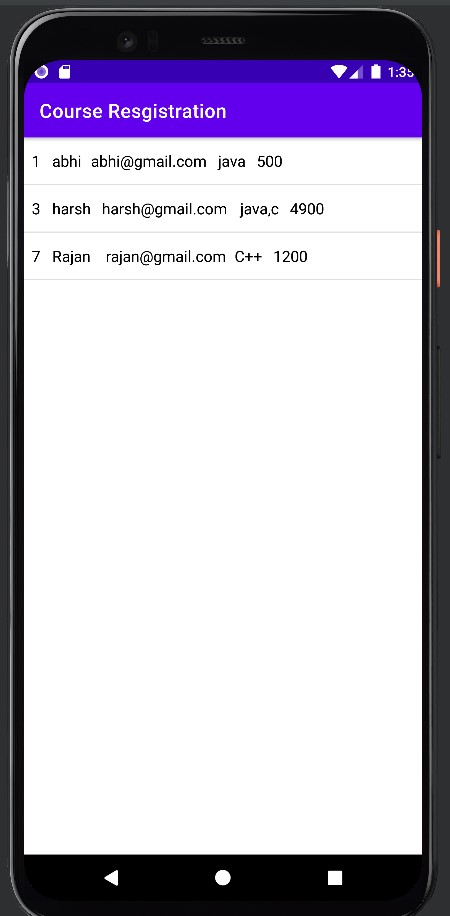 1:35
Course Resgistration
1 abhi abhi@gmail.com java 500
3 harsh harsh@gmail.com java,c 4900
7 Rajan rajan@gmail.com C++ 1200